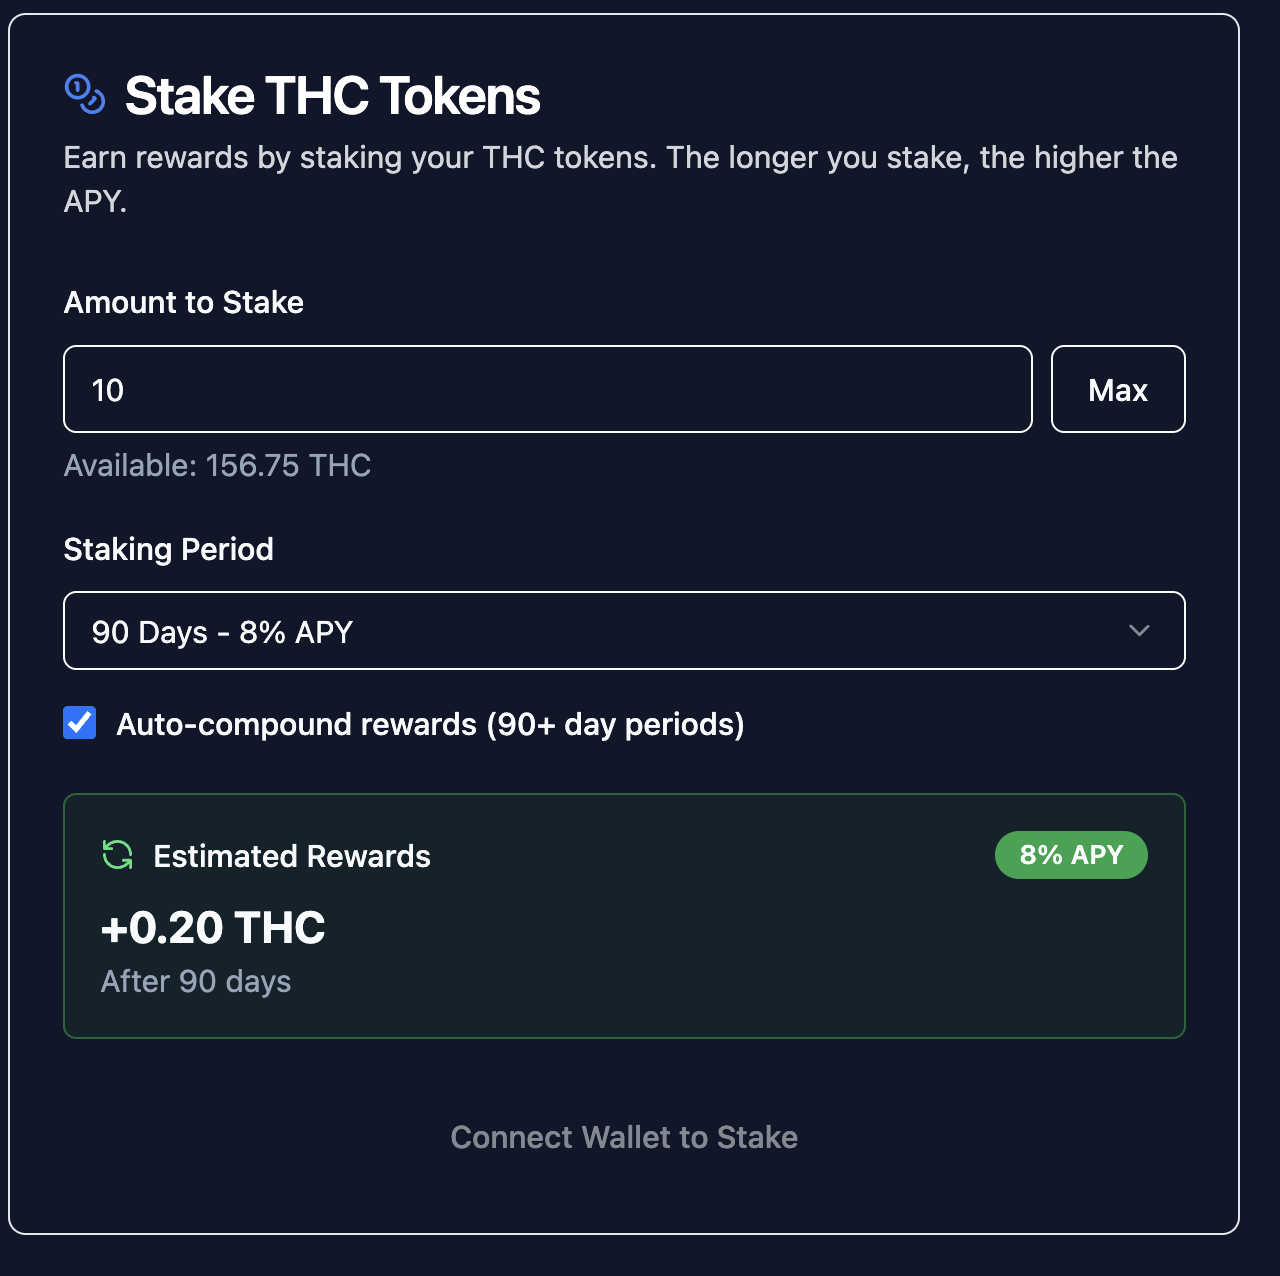 Stake THC Tokens
Earn rewards by staking your THC tokens. The longer you stake, the higher the
APY.
Amount to Stake
10
Max
Available: 156.75 THC
Staking Period
90 Days - 8% APY
Auto-compound rewards (90+ day periods)
Estimated Rewards
8% APY
+0.20 THC
After 90 days
Connect Wallet to Stake